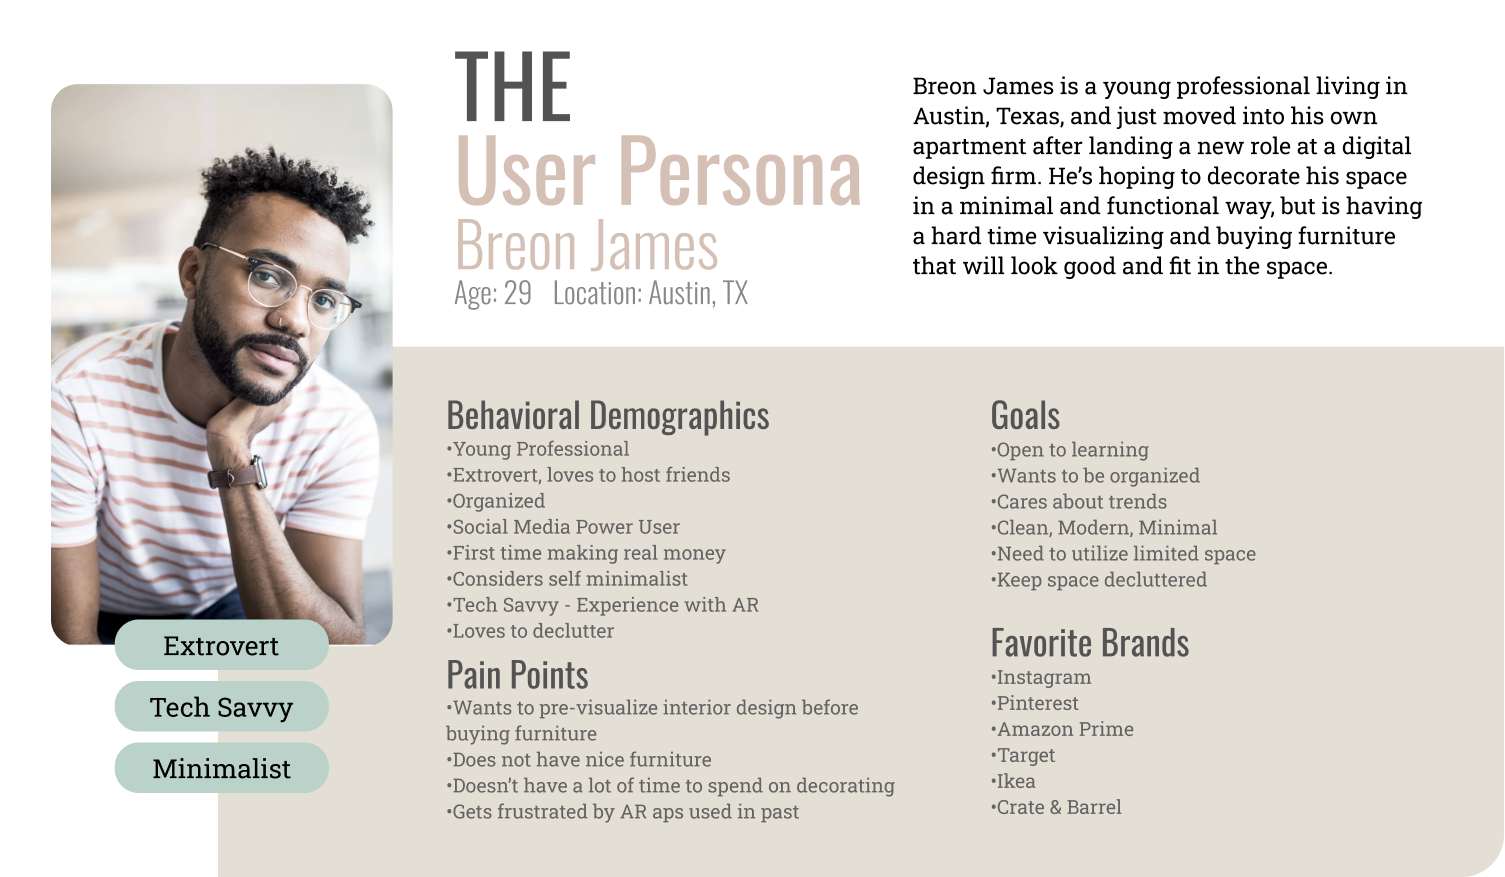 THE
User Persona
Breon James
Age: 29 Location: Austin, TX
Breon James is a young professional living in
Austin, Texas, and just moved into his own
apartment after landing a new role at a digital
design firm. He’s hoping to decorate his space
in a minimal and functional way, but is having
a hard time visualizing and buying furniture
that will look good and fit in the space.
Extrovert
Tech Savvy
Minimalist
Behavioral Demographics
•Young Professional
•Extrovert, loves to host friends
•Organized
•Social Media Power User
•First time making real money
•Considers self minimalist
•Tech Savvy - Experience with AR
•Loves to declutter
Pain Points
•Wants to pre-visualize interior design before
buying furniture
•Does not have nice furniture
•Doesn’t have a lot of time to spend on decorating
•Gets frustrated by AR aps used in past
Goals
•Open to learning
•Wants to be organized
•Cares about trends
•Clean, Modern, Minimal
•Need to utilize limited space
•Keep space decluttered
Favorite Brands
•Instagram
•Pinterest
•Amazon Prime
•Target
•Ikea
•Crate & Barrel